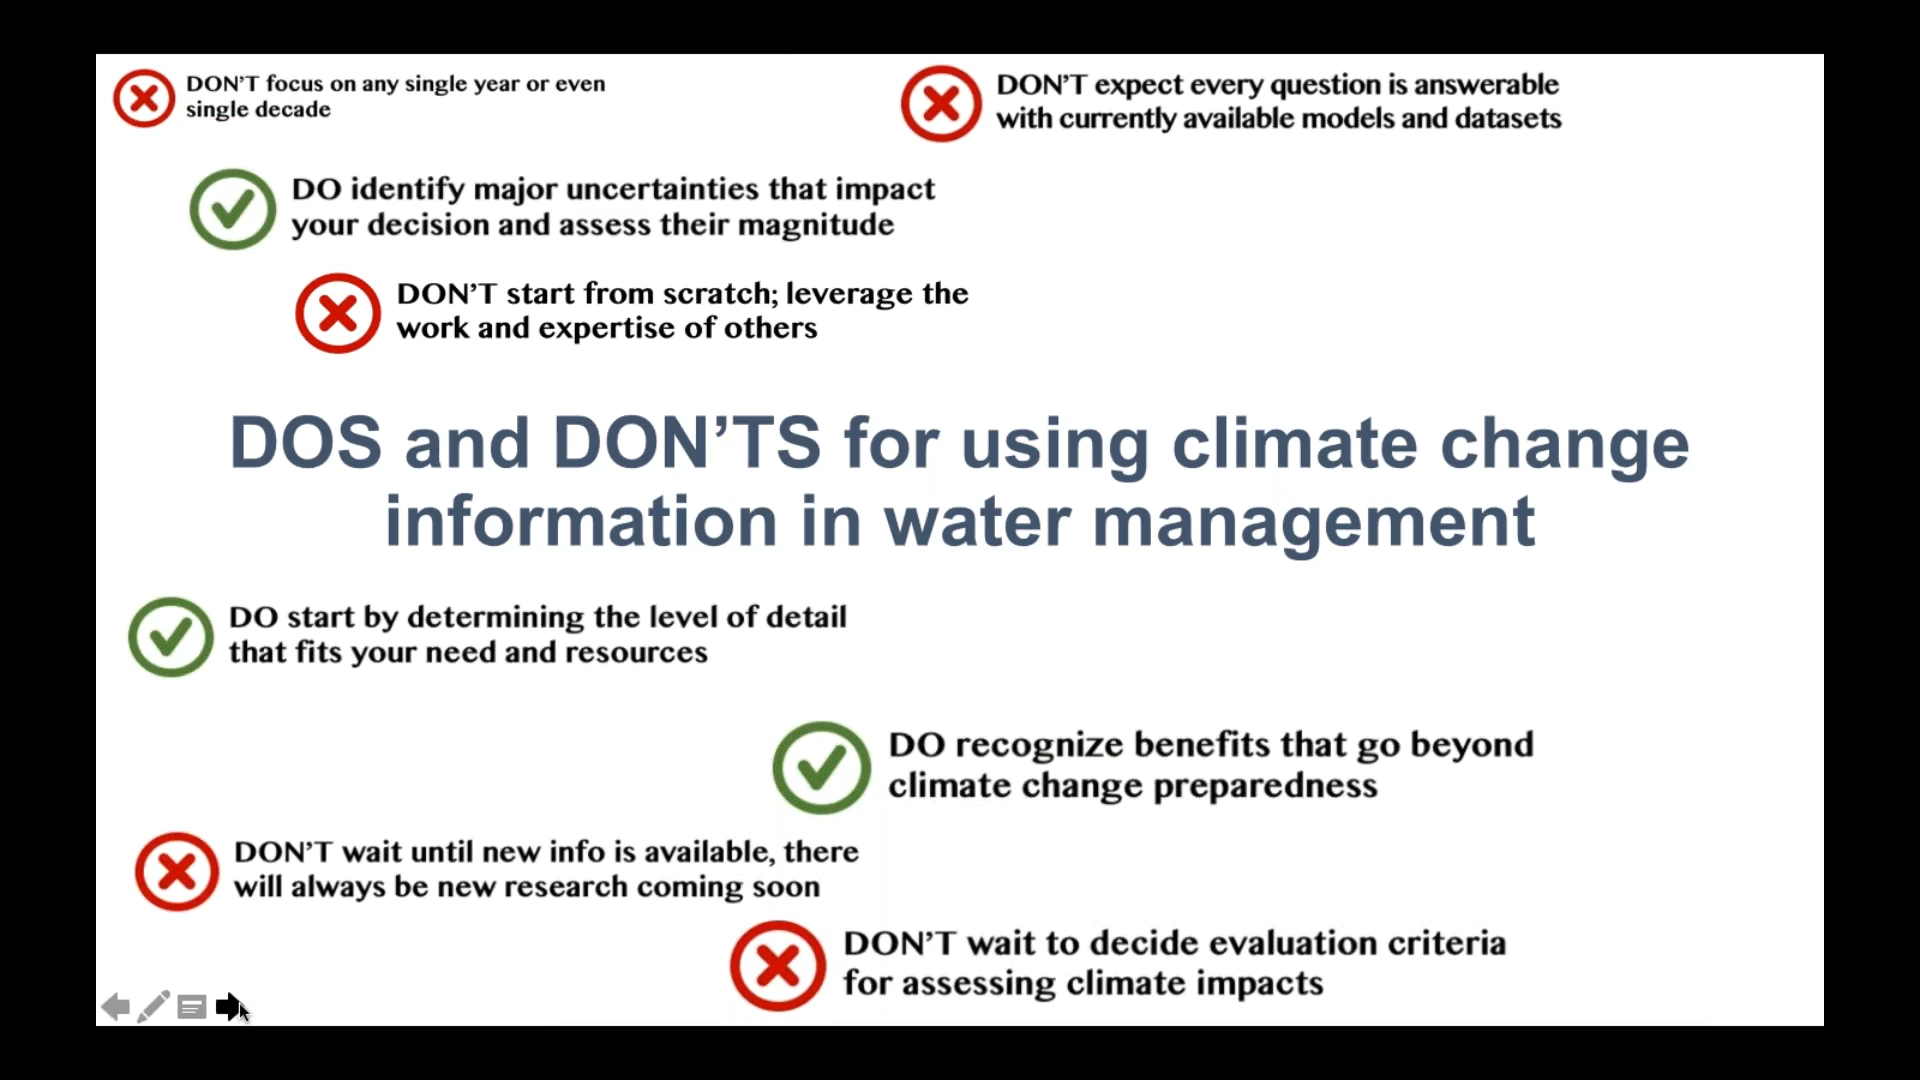 DON'T focus on any single year or even
single decade
DON'T expect every question is answerable
with currently available models and datasets
DO identify major uncertainties that impact
your decision and assess their magnitude
DON'T start from scratch; leverage the
work and expertise of others
DOS and DON'TS for using climate change
information in water management
DO start by determining the level of detail
that fits your need and resources
DO recognize benefits that go beyond
climate change preparedness
DON'T wait until new info is available, there
will always be new research coming soon
DON'T wait to decide evaluation criteria
for assessing climate impacts